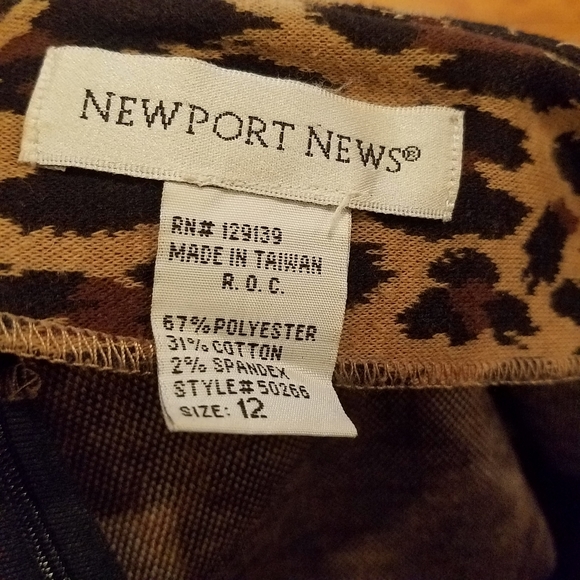 NEWPORT NEWS®
RN# 129139
MADE IN TAIWAN
R. O. C.
67% POLYESTER
31% COTTON
2% SPANDEX
STYLE# 50266
SIZE: 12